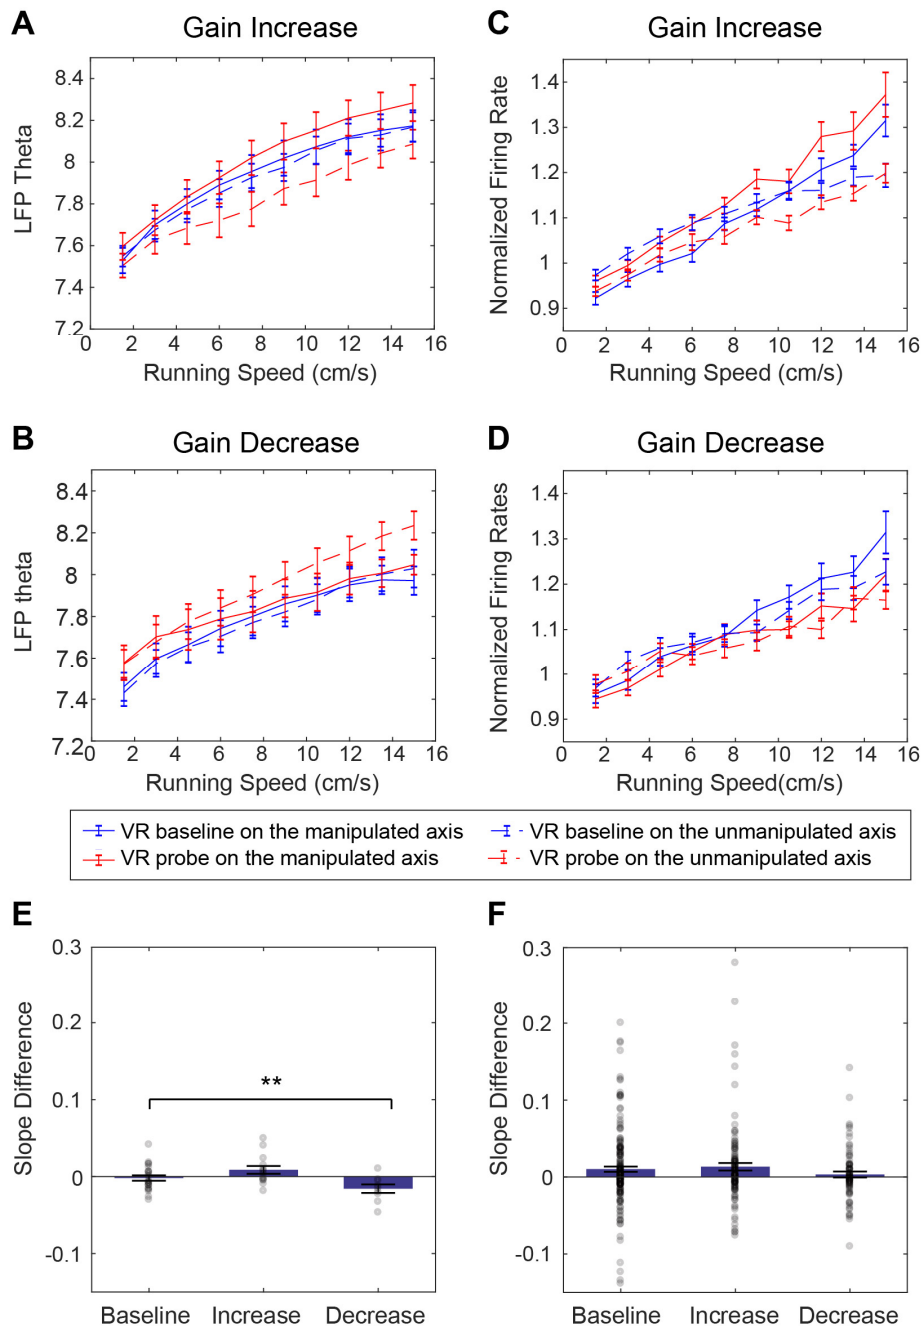 A
Gain Increase
LFP Theta
8.4
8.2
8
7.8
7.6
7.4
7.2
0 2 4 6 8 10 12 14 16
Running Speed (cm/s)
C
Gain Increase
Normalized Firing Rate
1.4
1.3
1.2
1.1
1
0.9
2 4 6 8 10 12 14 16
Running Speed (cm/s)
B
Gain Decrease
LFP theta
8.4
8.2
8
7.8
7.6
7.4
7.2
0 2 4 6 8 10 12 14 16
Running Speed (cm/s)
D
Gain Decrease
Normalized Firing Rates
1.4
1.3
1.2
1.1
1
0.9
2 4 6 8 10 12 14 16
Running Speed(cm/s)
VR baseline on the manipulated axis
VR baseline on the unmanipulated axis
VR probe on the manipulated axis
VR probe on the unmanipulated axis
E
Slope Difference
0.3
0.2
0.1
0
-0.1
**
Baseline Increase Decrease
F
Slope Difference
0.3
0.2
0.1
0
-0.1
Baseline Increase Decrease